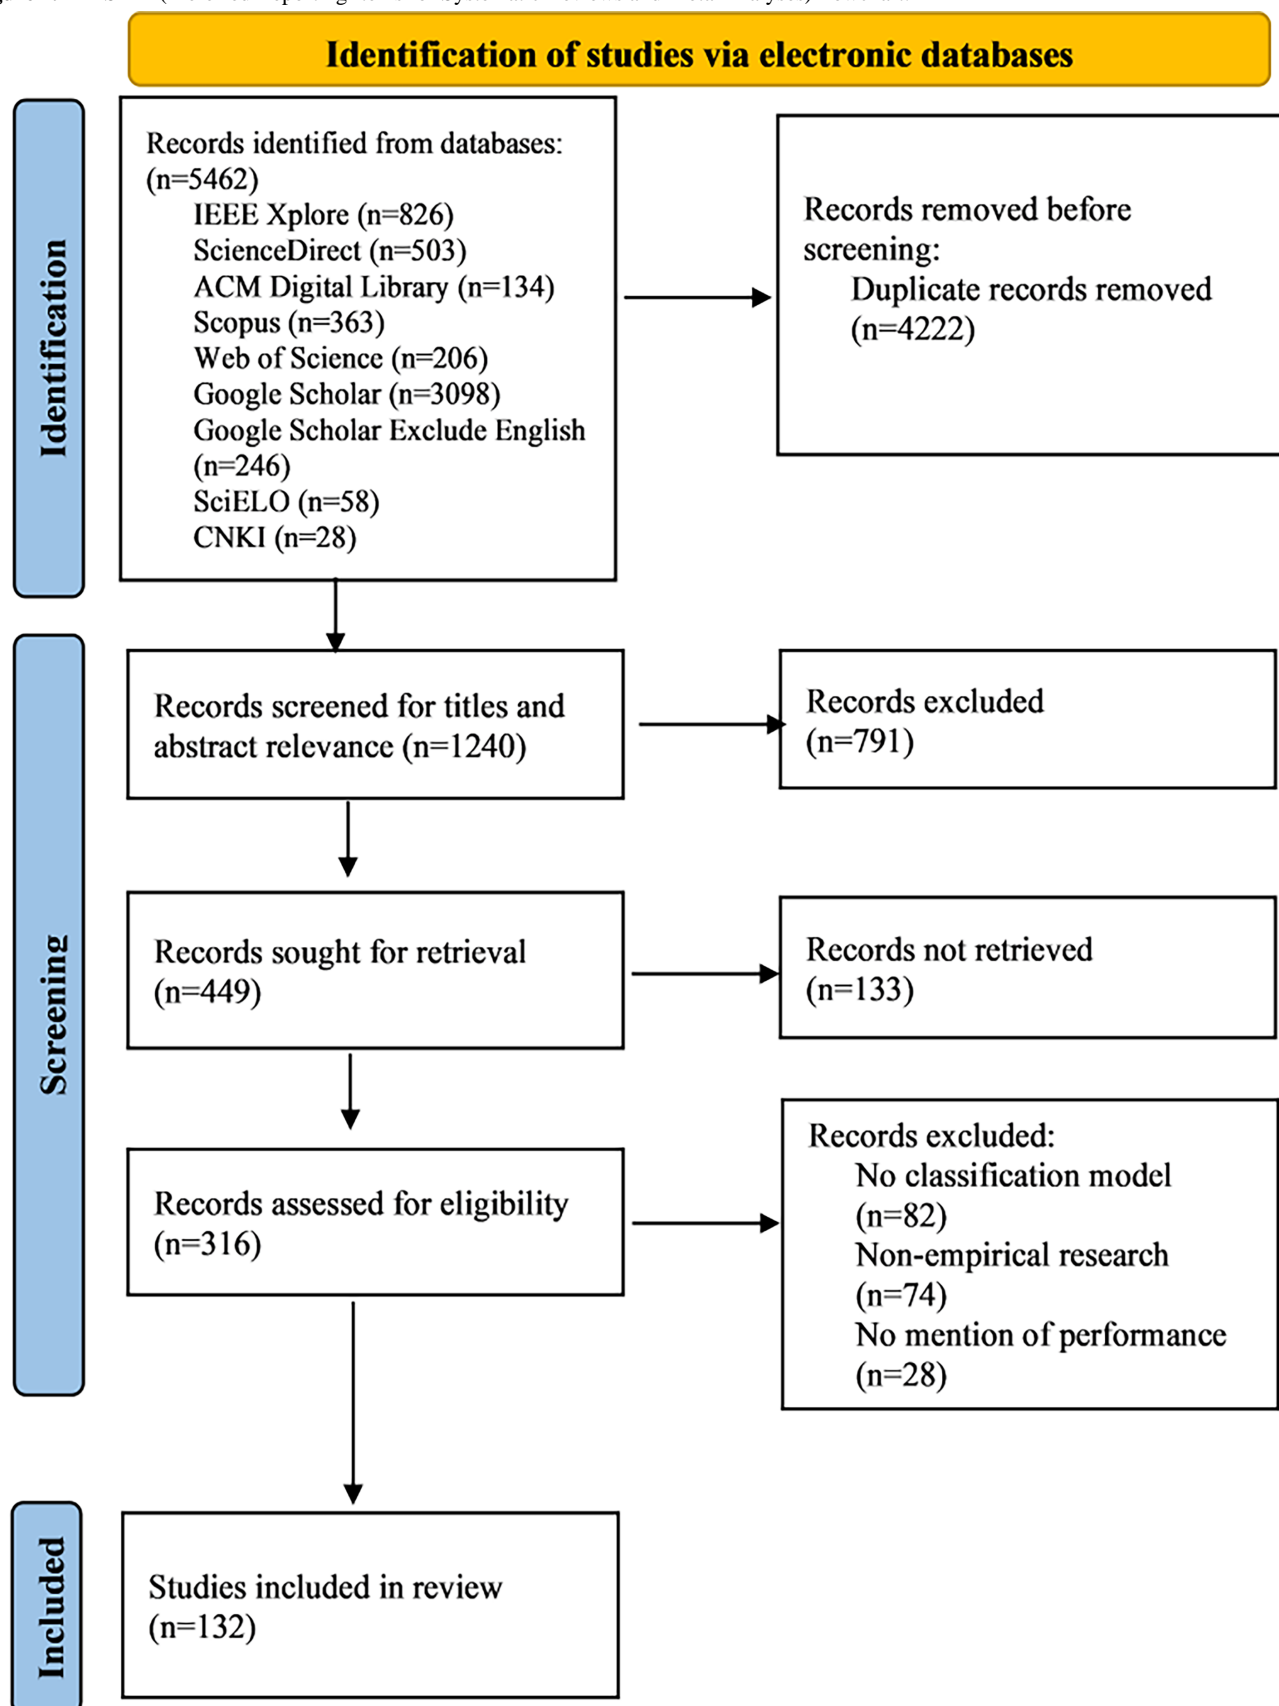 Identification of studies via electronic databases
Identification
Records identified from databases:
(n=5462)
IEEE Xplore (n=826)
ScienceDirect (n=503)
ACM Digital Library (n=134)
Scopus (n=363)
Web of Science (n=206)
Google Scholar (n=3098)
Google Scholar Exclude English
(n=246)
SciELO (n=58)
CNKI (n=28)
Records removed before
screening:
Duplicate records removed
(n=4222)
Screening
Records screened for titles and
abstract relevance (n=1240)
Records excluded
(n=791)
Records sought for retrieval
(n=449)
Records not retrieved
(n=133)
Records assessed for eligibility
(n=316)
Records excluded:
No classification model
(n=82)
Non-empirical research
(n=74)
No mention of performance
(n=28)
Included
Studies included in review
(n=132)